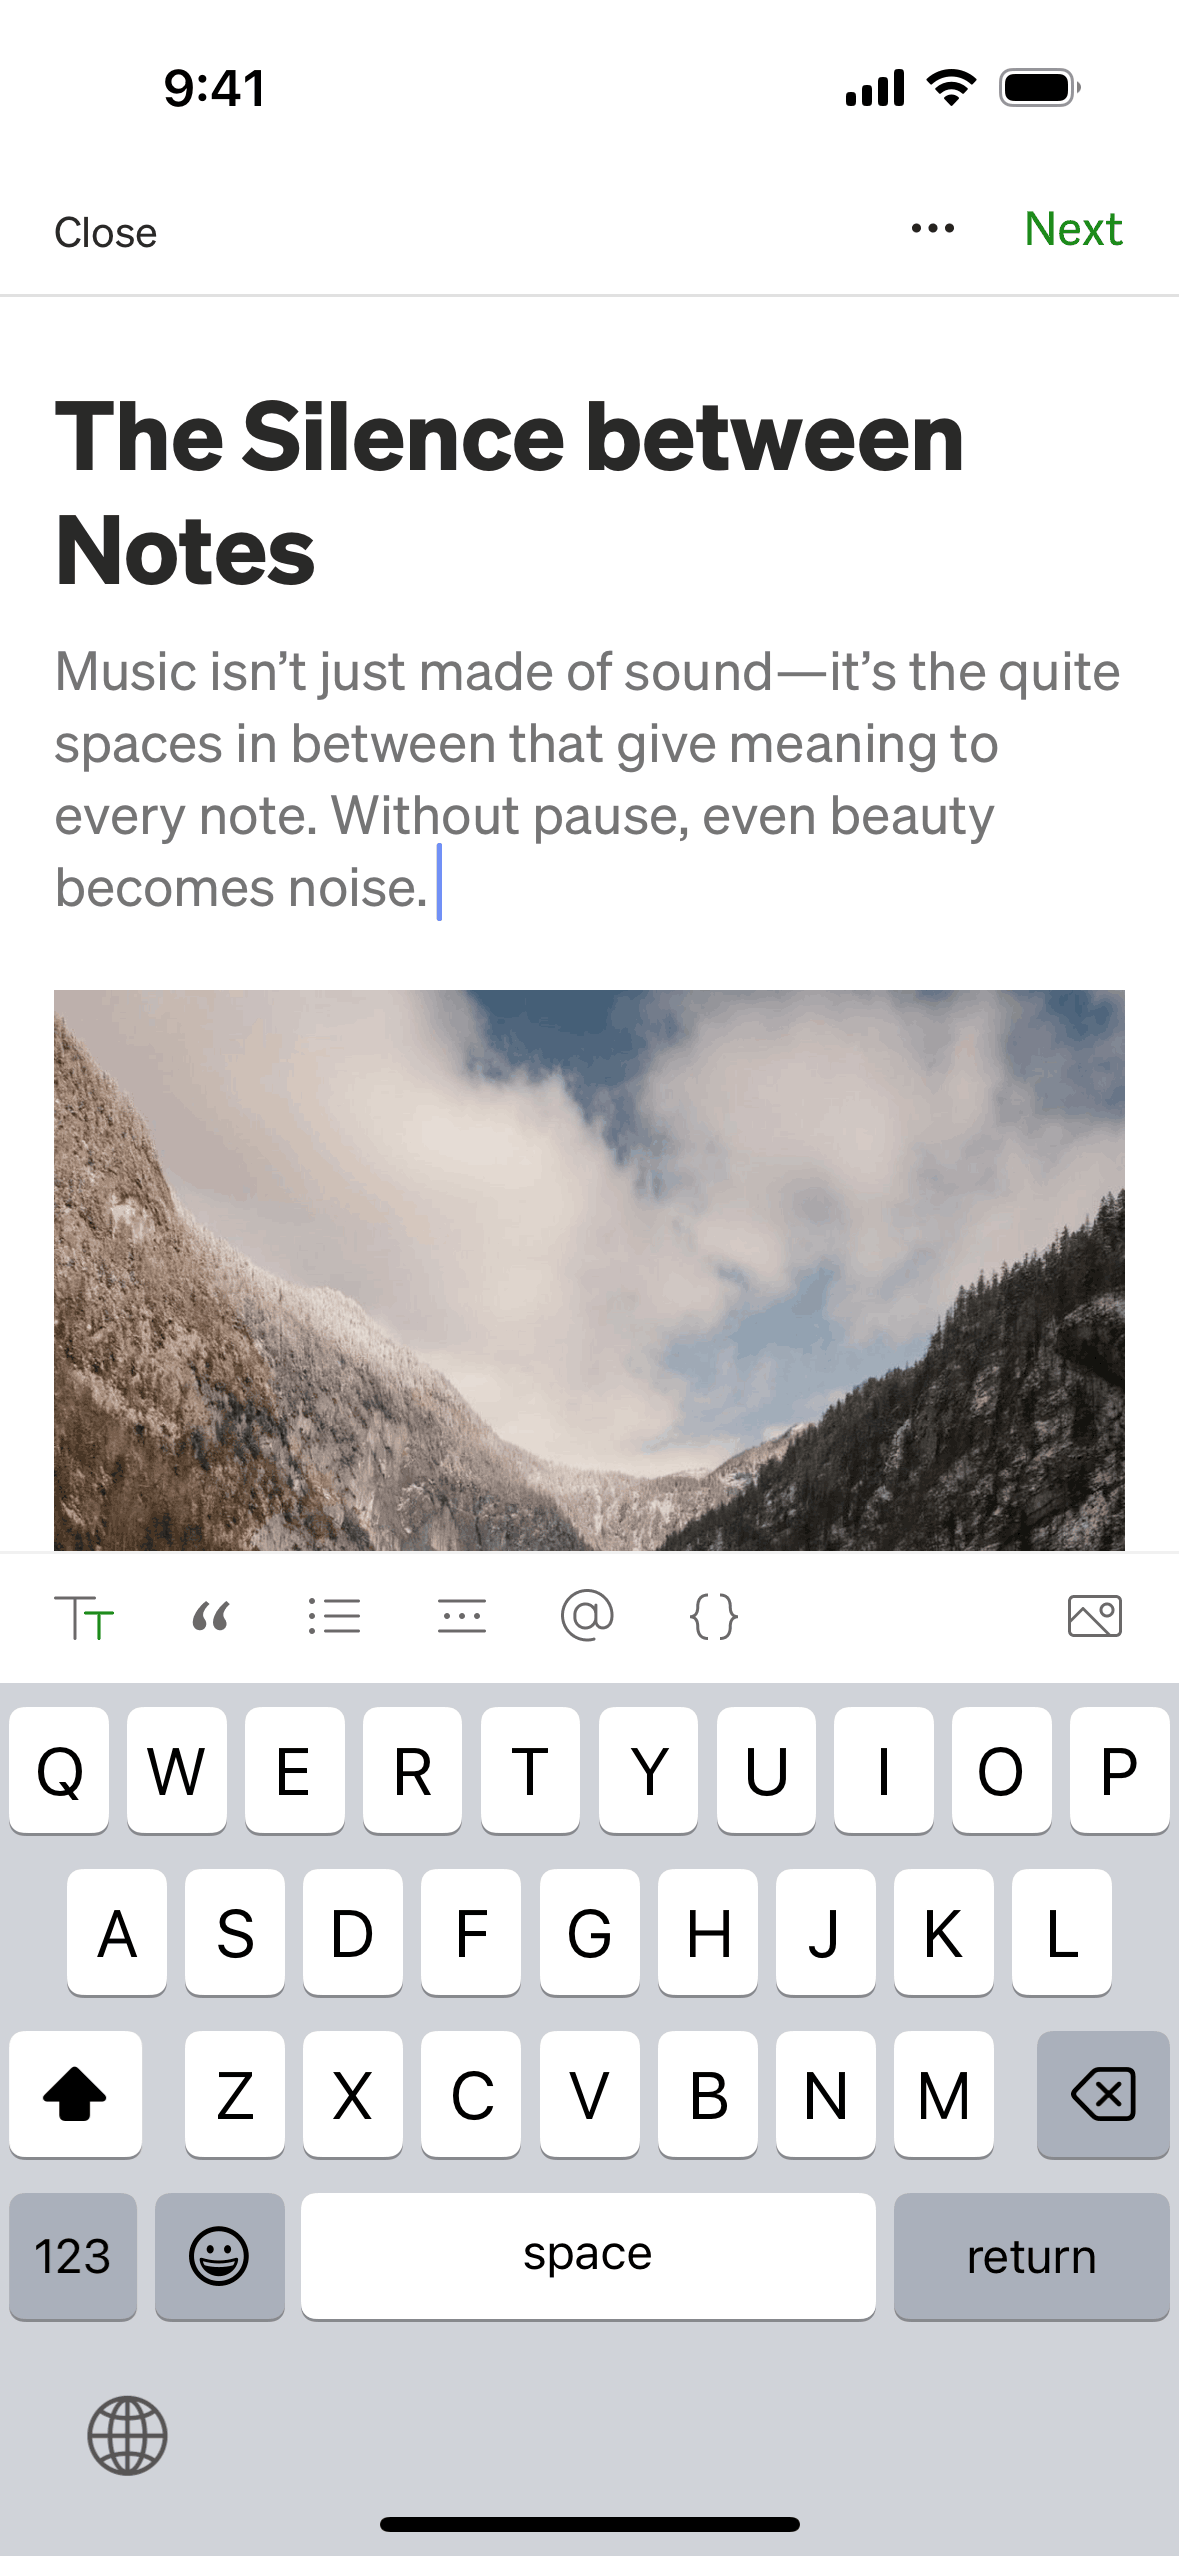 9:41
Close
••• Next
The Silence between
Notes
Music isn’t just made of sound—it’s the quite
spaces in between that give meaning to
every note. Without pause, even beauty
becomes noise.
Q W E R T Y U I O P
A S D F G H J K L
Z X C V B N M
123 space return